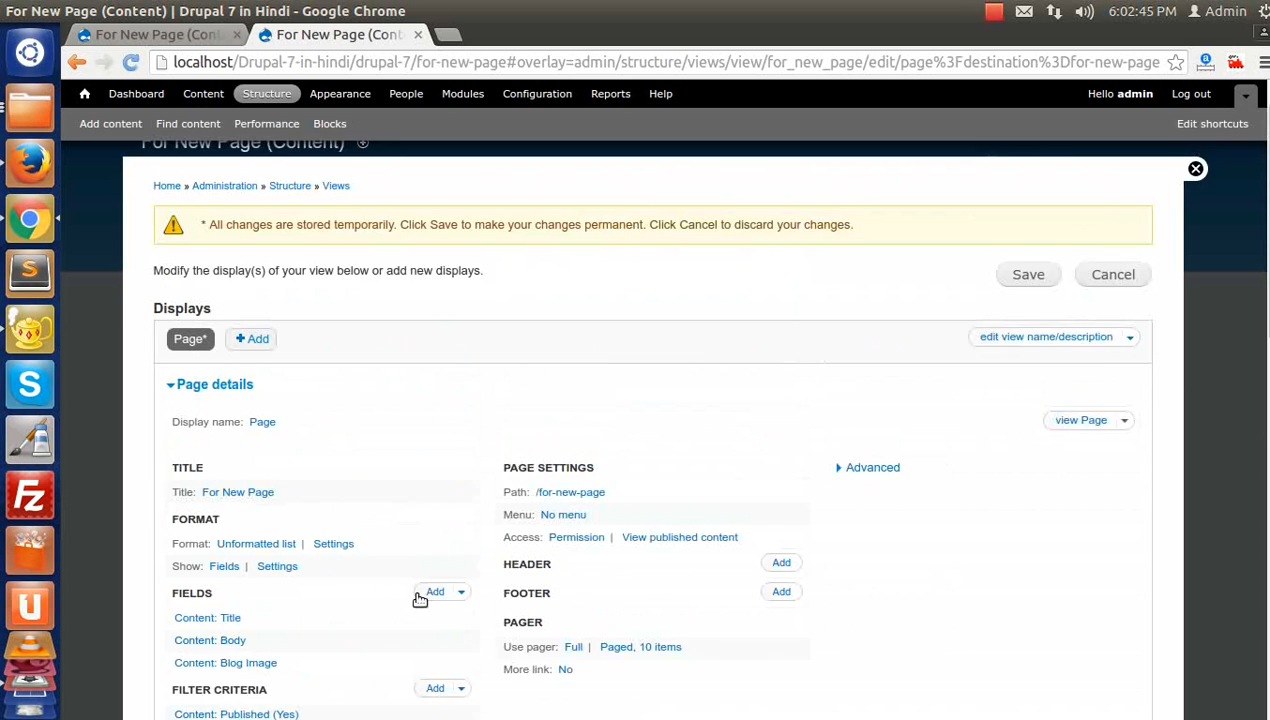 For New Page (Content) | Drupal 7 in Hindi - Google Chrome
6:02:45 PM
Admin
For New Page (Cont
For New Page (Cont
localhost/Drupal-7-in-hindi/drupal-7/for-new-page#overlay=admin/structure/views/view/for_new_page/edit/page%3Fdestination%3Dfor-new-page
Dashboard
Content
Structure
Appearance
People
Modules
Configuration
Reports
Help
Hello admin
Log out
Add content
Find content
Performance
Blocks
Edit shortcuts
For New Page (Content)
Home » Administration » Structure » Views
* All changes are stored temporarily. Click Save to make your changes permanent. Click Cancel to discard your changes.
Modify the display(s) of your view below or add new displays.
Save
Cancel
Displays
Page*
Add
edit view name/description
Page details
Display name: Page
view Page
TITLE
Title: For New Page
FORMAT
Format: Unformatted list | Settings
Show: Fields | Settings
FIELDS
Add
Content: Title
Content: Body
Content: Blog Image
FILTER CRITERIA
Add
Content: Published (Yes)
PAGE SETTINGS
Path: /for-new-page
Menu: No menu
Access: Permission | View published content
HEADER
Add
FOOTER
Add
PAGER
Use pager: Full | Paged, 10 items
More link: No
Advanced